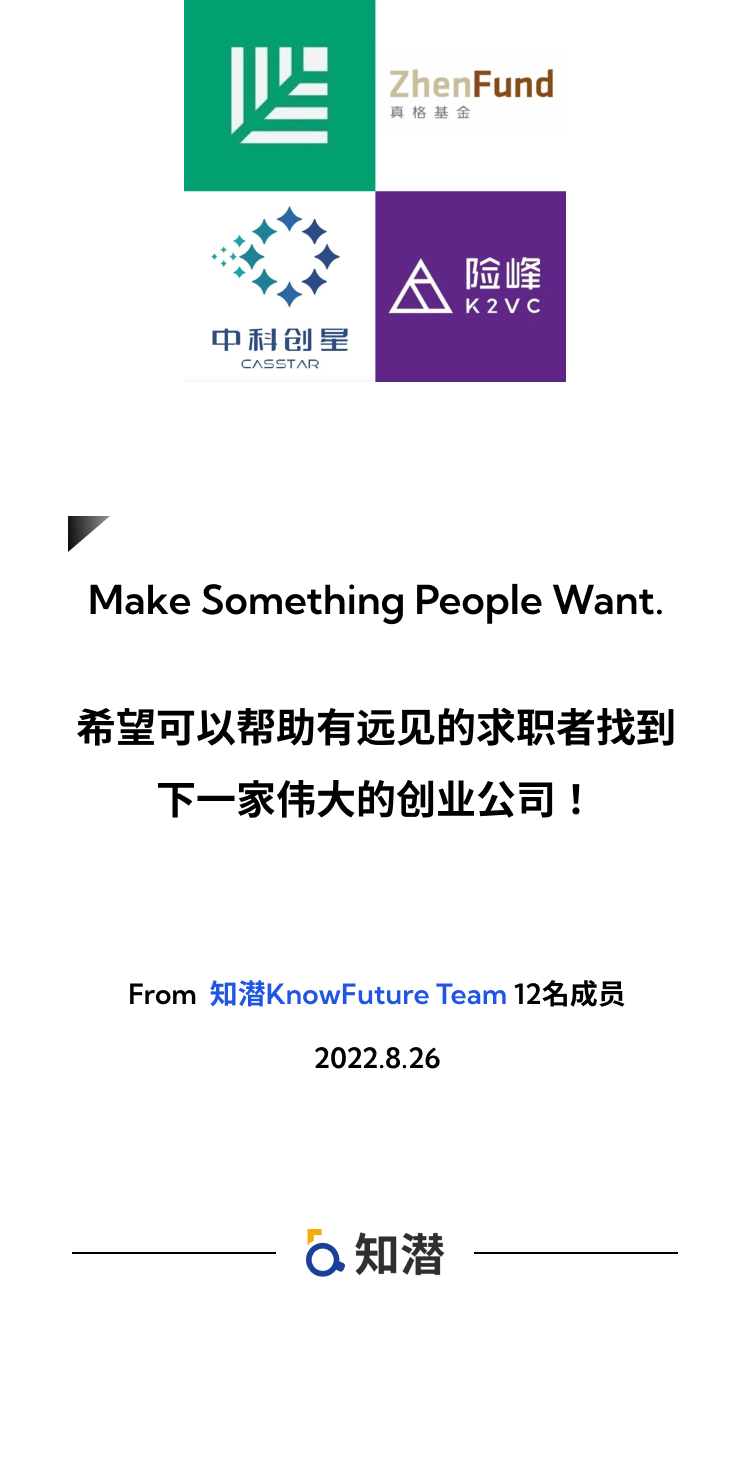 ZhenFund
真格基金
中科创星
CASSTAR
险峰
K2VC
Make Something People Want.
希望可以帮助有远见的求职者找到
下一家伟大的创业公司！
From 知潜KnowFuture Team 12名成员
2022.8.26
知潜